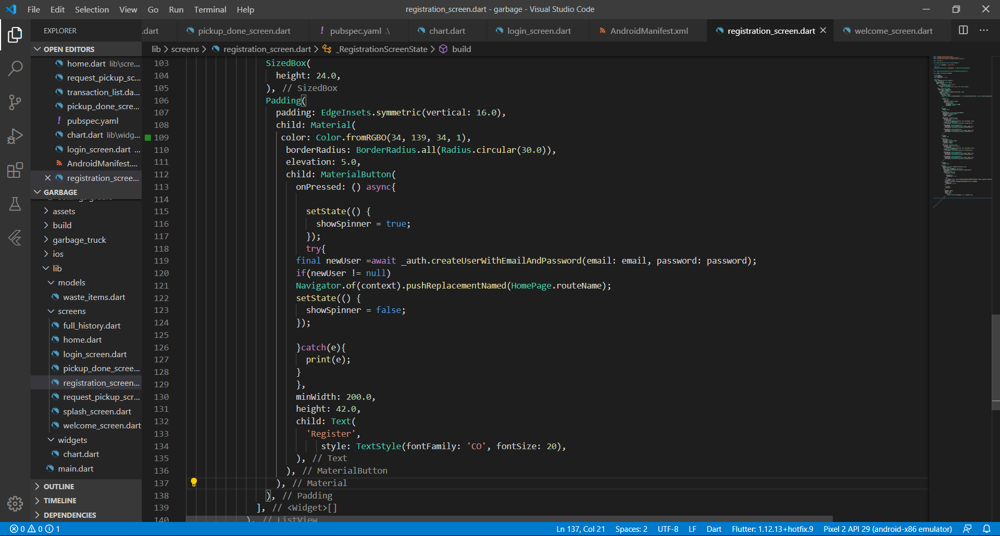 File Edit Selection View Go Run Terminal Help
registration_screen.dart - garbage - Visual Studio Code
EXPLORER
.dart
pickup_done_screen.dart
! pubspec.yaml .\
chart.dart
login_screen.dart
AndroidManifest.xml
registration_screen.dart
welcome_screen.dart
OPEN EDITORS
home.dart lib\scre...
request_pickup_sc...
transaction_list.da...
pickup_done_scre...
! pubspec.yaml
chart.dart lib\widg...
login_screen.dart ...
AndroidManifest....
registration_scree...
GARBAGE
settings.gradle
assets
build
garbage_truck
ios
lib
models
waste_items.dart
screens
full_history.dart
home.dart
login_screen.dart
pickup_done_scree...
registration_screen...
request_pickup_scr...
splash_screen.dart
welcome_screen.dart
widgets
chart.dart
main.dart
OUTLINE
TIMELINE
DEPENDENCIES
lib > screens > registration_screen.dart > _RegistrationScreenState > build
103 SizedBox(
104 height: 24.0,
105 ), // SizedBox
106 Padding(
107 padding: EdgeInsets.symmetric(vertical: 16.0),
108 child: Material(
109 color: Color.fromRGBO(34, 139, 34, 1),
110 borderRadius: BorderRadius.all(Radius.circular(30.0)),
111 elevation: 5.0,
112 child: MaterialButton(
113 onPressed: () async{
114
115 setState(() {
116 showSpinner = true;
117 });
118 try{
119 final newUser =await _auth.createUserWithEmailAndPassword(email: email, password: password);
120 if(newUser != null)
121 Navigator.of(context).pushReplacementNamed(HomePage.routeName);
122 setState(() {
123 showSpinner = false;
124 });
125
126 }catch(e){
127 print(e);
128 }
129 },
130 minWidth: 200.0,
131 height: 42.0,
132 child: Text(
133 'Register',
134 style: TextStyle(fontFamily: 'CO', fontSize: 20),
135 ), // Text
136 ), // MaterialButton
137 ), // Material
138 ), // Padding
139 ], // <Widget>[]
140 ), // ListView
0 0 1
Ln 137, Col 21 Spaces: 2 UTF-8 LF Dart Flutter: 1.12.13+hotfix.9 Pixel 2 API 29 (android-x86 emulator)